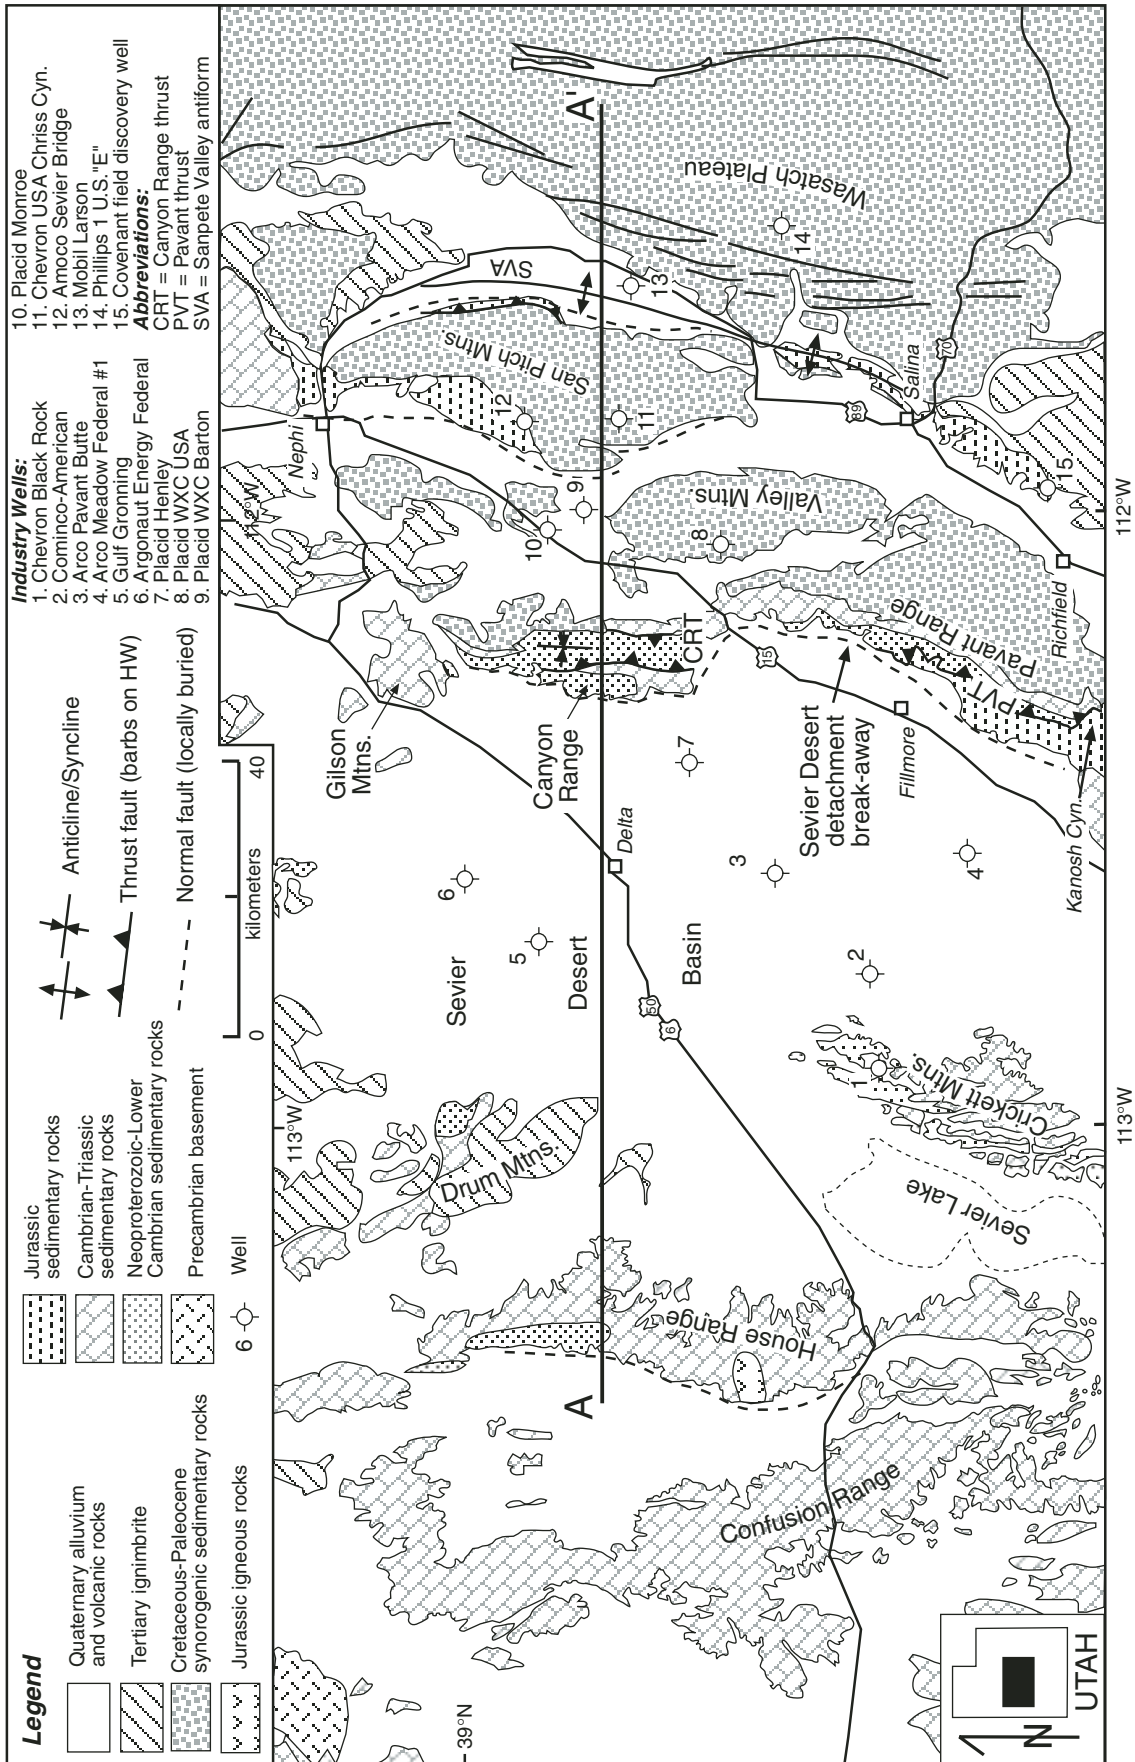 Legend
Quaternary alluvium
and volcanic rocks
Tertiary ignimbrite
Cretaceous-Paleocene
synorogenic sedimentary rocks
Jurassic igneous rocks
Jurassic
sedimentary rocks
Cambrian-Triassic
sedimentary rocks
Neoproterozoic-Lower
Cambrian sedimentary rocks
Precambrian basement
6 Well
Anticline/Syncline
Thrust fault (barbs on HW)
Normal fault (locally buried)
0 40
kilometers
Industry Wells:
1. Chevron Black Rock
2. Cominco-American
3. Arco Pavant Butte
4. Arco Meadow Federal #1
5. Gulf Gronning
6. Argonaut Energy Federal
7. Placid Henley
8. Placid WXC USA
9. Placid WXC Barton
10. Placid Monroe
11. Chevron USA Chriss Cyn.
12. Amoco Sevier Bridge
13. Mobil Larson
14. Phillips 1 U.S."E"
15. Covenant field discovery well
Abbreviations:
CRT = Canyon Range thrust
PVT = Pavant thrust
SVA = Sanpete Valley antiform
113°W
112°W
39°N
Nephi
Gilson
Mtns.
Drum Mtns.
Sevier
Desert
Basin
6
5
Canyon
Range
CRT
10
9
12
11
San Pitch Mtns.
SVA
13
A
A'
Delta
50
6
House Range
Confusion Range
7
8
Valley Mtns.
Wasatch Plateau
14
3
15
Sevier Desert
detachment
break-away
89
Salina
70
2
1
Crickett Mtns.
Sevier Lake
Fillmore
4
Pavant Range
PVT
Kanosh Cyn.
Richfield
15
N
UTAH
113°W
112°W